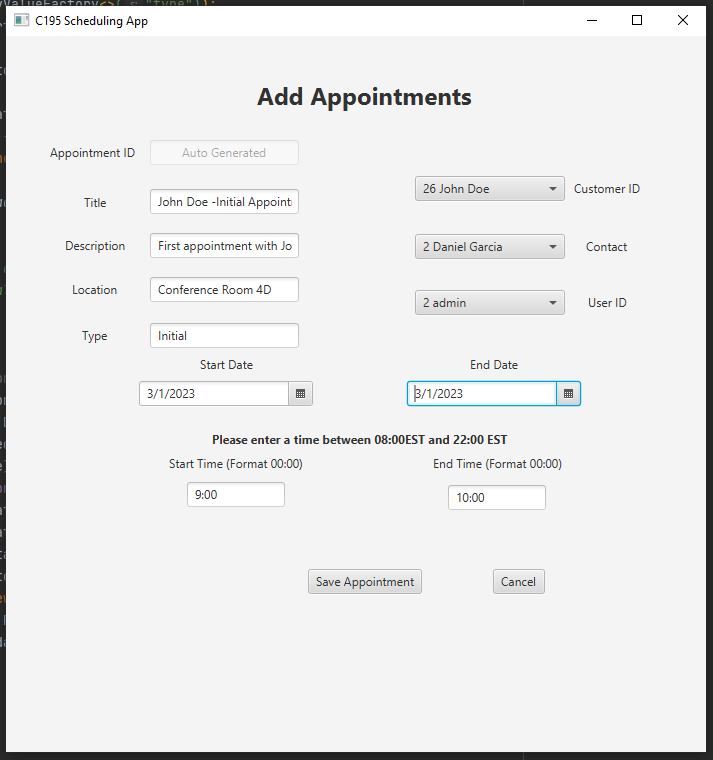 yValueFactory<>( s: "type"));
C195 Scheduling App
Add Appointments
Appointment ID
Auto Generated
26 John Doe
Customer ID
Title
John Doe -Initial Appoint
Description
First appointment with Jo
2 Daniel Garcia
Contact
Location
Conference Room 4D
2 admin
User ID
Type
Initial
Start Date
End Date
3/1/2023
3/1/2023
Please enter a time between 08:00EST and 22:00 EST
Start Time (Format 00:00)
End Time (Format 00:00)
9:00
10:00
Save Appointment
Cancel